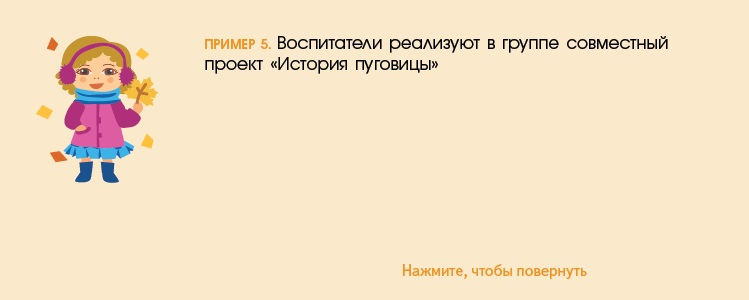 ПРИМЕР 5. Воспитатели реализуют в группе совместный
проект «История пуговицы»
Нажмите, чтобы повернуть